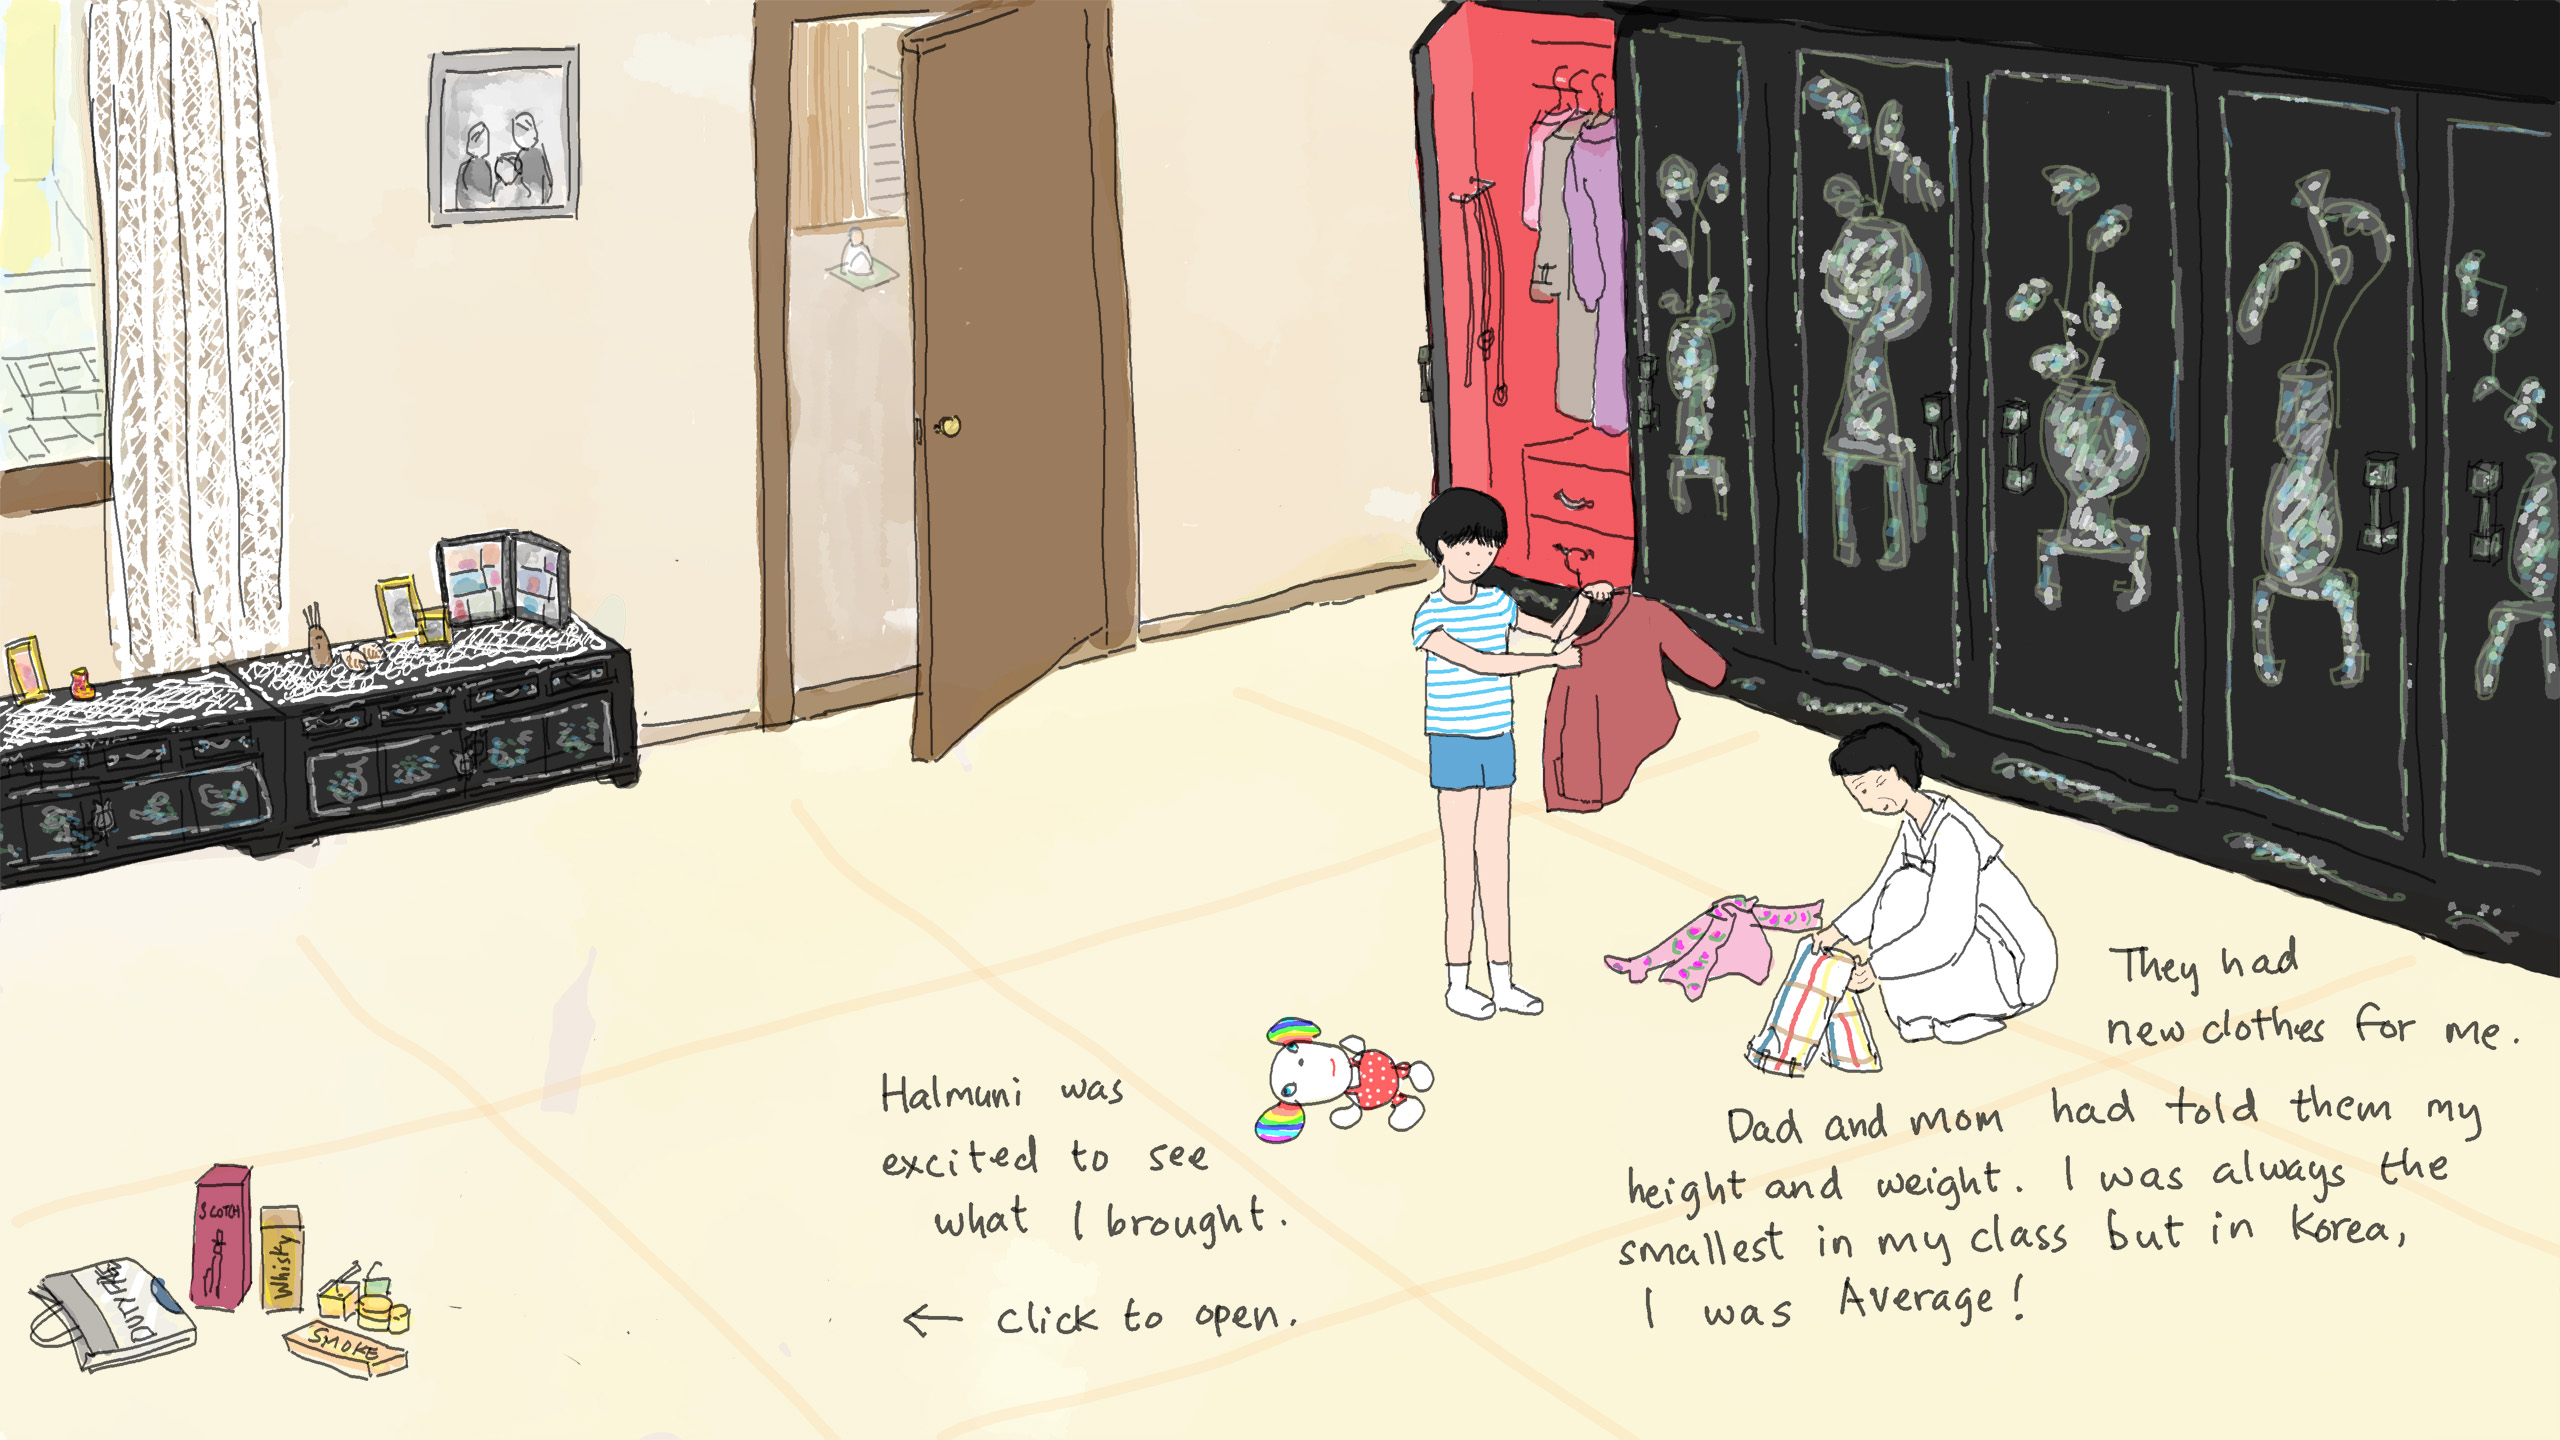 Halmuni was
excited to see
what I brought.
← click to open.
They had
new clothes for me.
Dad and mom had told them my
height and weight. I was always the
smallest in my class but in Korea,
I was Average!
DUTY FREE
SCOTCH
Whisky
SMOKE